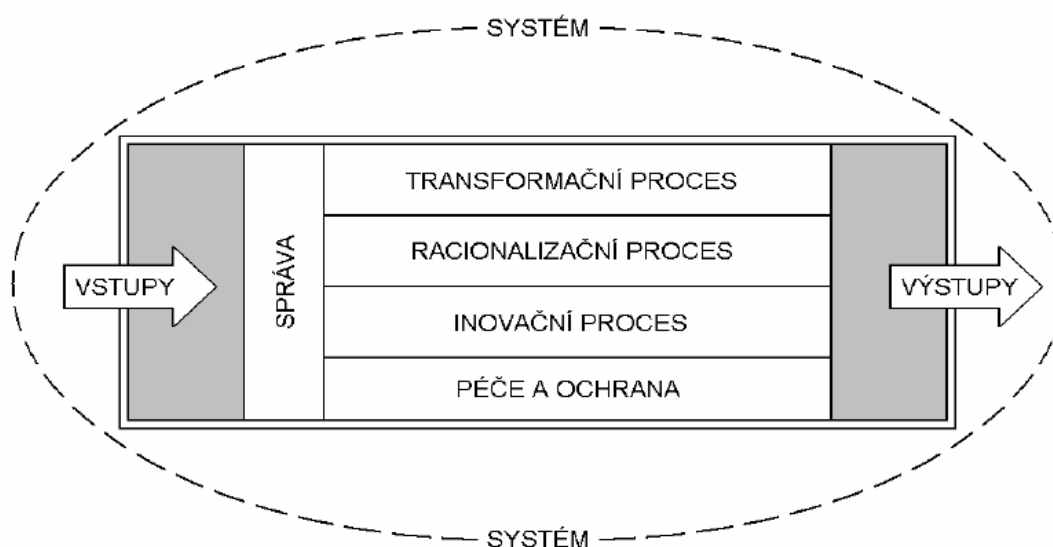 SYSTÉM
TRANSFORMAČNÍ PROCES
RACIONALIZAČNÍ PROCES
VSTUPY
SPRÁVA
VÝSTUPY
INOVAČNÍ PROCES
PÉČE A OCHRANA
SYSTÉM